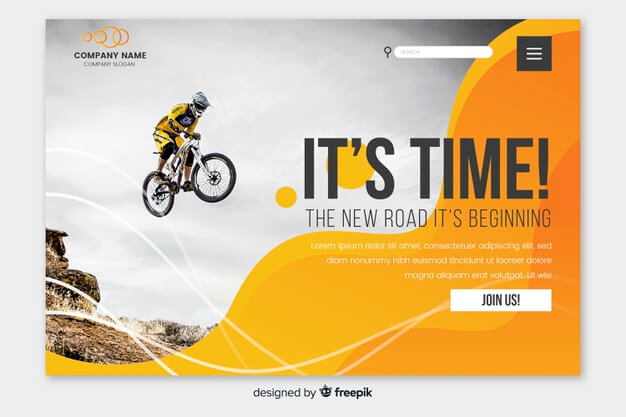 COMPANY NAME
COMPANY SLOGAN
SEARCH
IT'S TIME!
THE NEW ROAD IT'S BEGINNING
Lorem ipsum dolor sit amet, consectetuer adipiscing elit,
sed diam nonummy nibh euismod tincidunt ut laoreet dolore
magna aliquam erat volutpat. Ut wisi
JOIN US!
designed by freepik